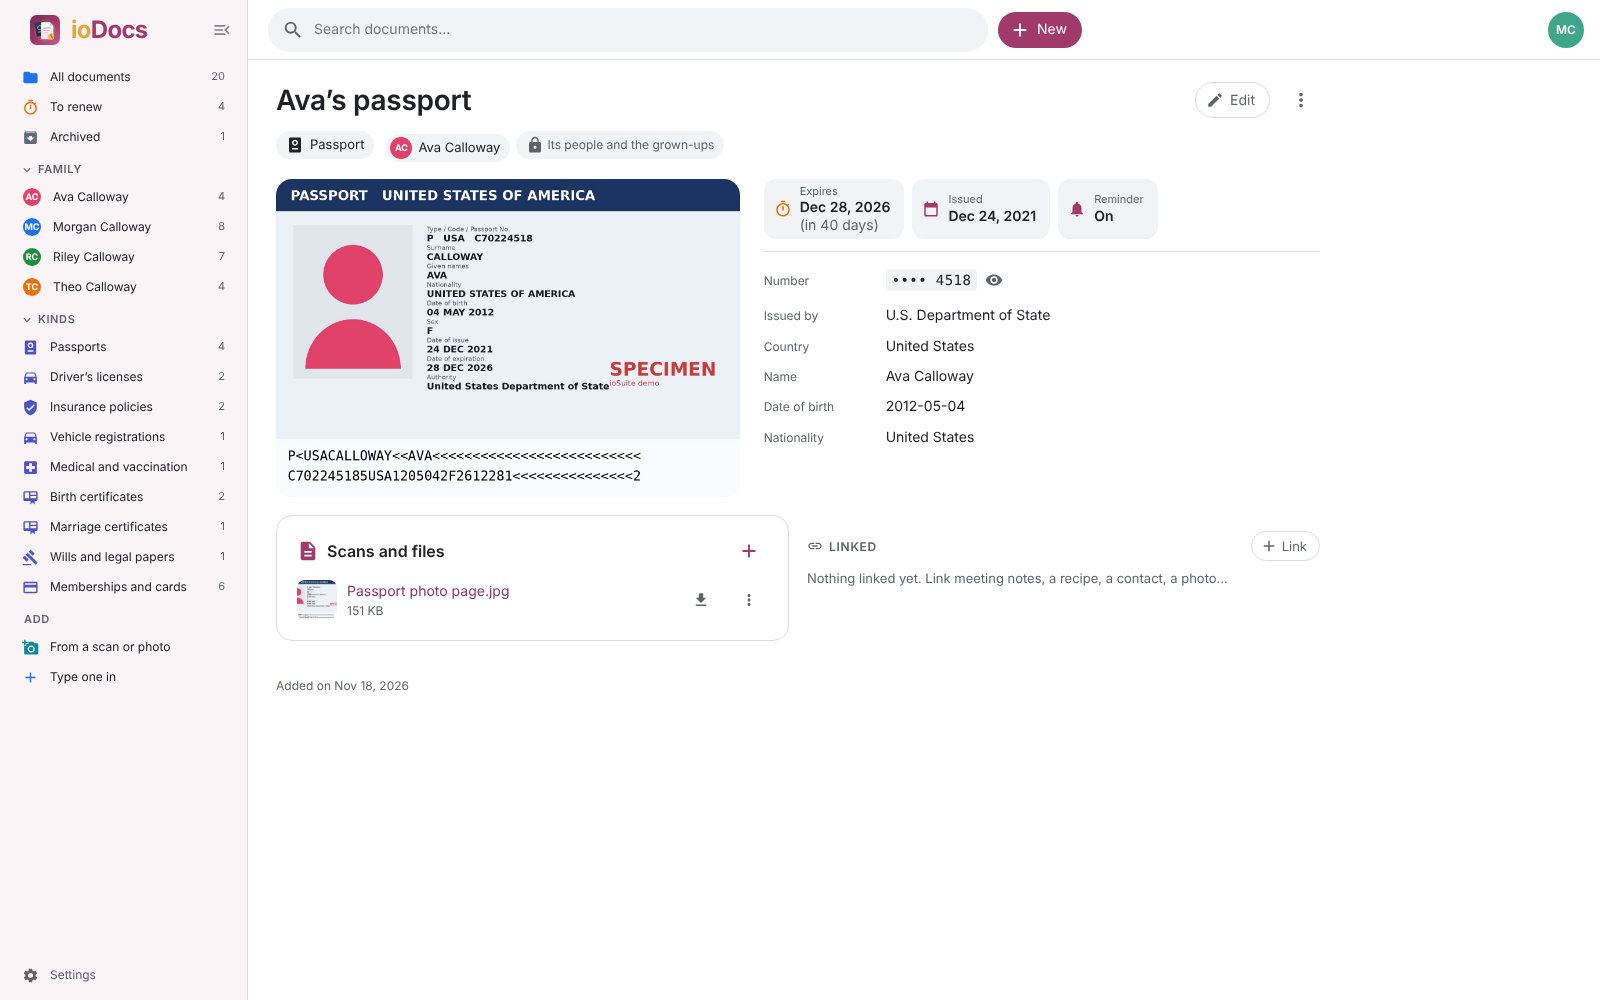 ioDocs
Search documents...
New
MC
All documents 20
To renew 4
Archived 1
FAMILY
AC Ava Calloway 4
MC Morgan Calloway 8
RC Riley Calloway 7
TC Theo Calloway 4
KINDS
Passports 4
Driver's licenses 2
Insurance policies 2
Vehicle registrations 1
Medical and vaccination 1
Birth certificates 2
Marriage certificates 1
Wills and legal papers 1
Memberships and cards 6
ADD
From a scan or photo
Type one in
Settings
Ava's passport
Edit
Passport
AC Ava Calloway
Its people and the grown-ups
PASSPORT UNITED STATES OF AMERICA
Type / Code / Passport No.
P USA C70224518
Surname
CALLOWAY
Given names
AVA
Nationality
UNITED STATES OF AMERICA
Date of birth
04 MAY 2012
Sex
F
Date of issue
24 DEC 2021
Date of expiration
28 DEC 2026
Authority
United States Department of State
SPECIMEN
ioSuite demo
P<USACALLOWAY<<AVA<<<<<<<<<<<<<<<<<<<<<<<<<<
C702245185USA1205042F2612281<<<<<<<<<<<<<<<2
Expires
Dec 28, 2026
(in 40 days)
Issued
Dec 24, 2021
Reminder
On
Number •••• 4518
Issued by U.S. Department of State
Country United States
Name Ava Calloway
Date of birth 2012-05-04
Nationality United States
Scans and files
Passport photo page.jpg
151 KB
LINKED
Link
Nothing linked yet. Link meeting notes, a recipe, a contact, a photo...
Added on Nov 18, 2026